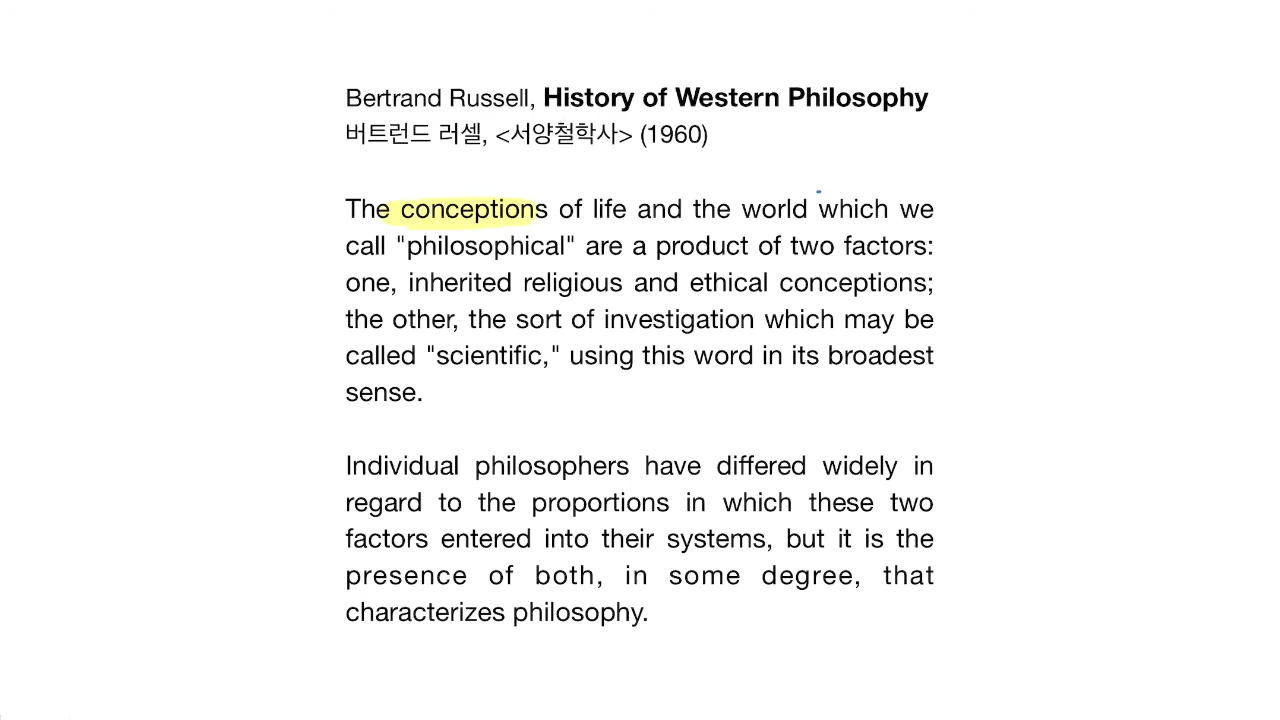 Bertrand Russell, History of Western Philosophy
버트런드 러셀, <서양철학사> (1960)
The conceptions of life and the world which we
call "philosophical" are a product of two factors:
one, inherited religious and ethical conceptions;
the other, the sort of investigation which may be
called "scientific," using this word in its broadest
sense.
Individual philosophers have differed widely in
regard to the proportions in which these two
factors entered into their systems, but it is the
presence of both, in some degree, that
characterizes philosophy.